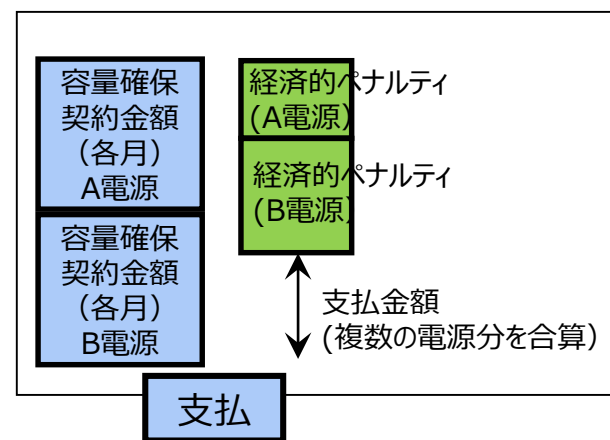 容量確保
契約金額
（各月）
A電源
容量確保
契約金額
（各月）
B電源
経済的ペナルティ
(A電源)
経済的ペナルティ
(B電源)
支払金額
(複数の電源分を合算）
支払